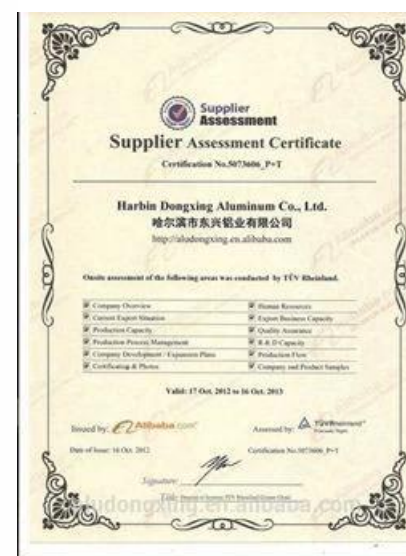 Supplier
Assessment
Supplier Assessment Certificate
Certification No.5073606_P+T
Harbin Dongxing Aluminum Co., Ltd.
哈尔滨市东兴铝业有限公司
http://aludongxing.en.alibaba.com
Onsite assessment of the following areas was conducted by TÜV Rheinland.
Company Overview
Human Resources
Current Export Situation
Export Business Capacity
Production Capacity
Quality Assurance
Production Process Management
R & D Capacity
Company Development / Expansion Plans
Production Flow
Certificating & Photos
Company and Product Samples
Valid: 17 Oct. 2012 to 16 Oct. 2013
Issued by: Alibaba.com
Assessed by: TÜVRheinland
Date of Issue: 16 Oct. 2012
Certification No.5073606_P+T
Signature:
aludongxing.en.alibaba.com